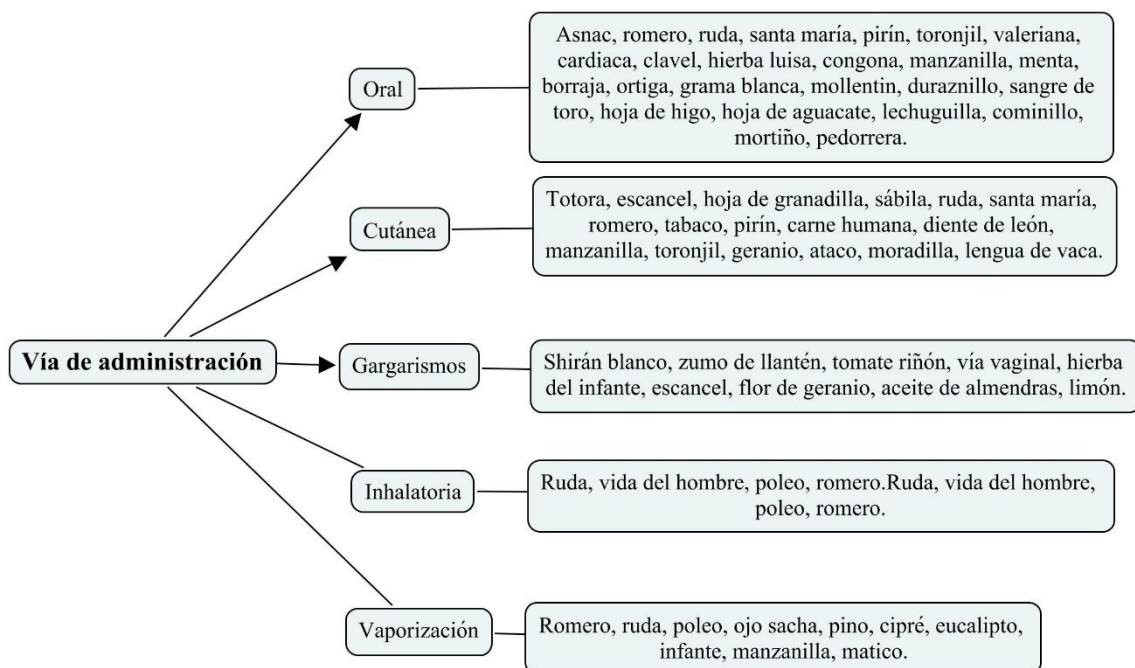 Oral
Asnac, romero, ruda, santa maría, pirín, toronjil, valeriana,
cardiaca, clavel, hierba luisa, congona, manzanilla, menta,
borraja, ortiga, grama blanca, mollentin, duraznillo, sangre de
toro, hoja de higo, hoja de aguacate, lechuguilla, cominillo,
mortiño, pedorrera.
Cutánea
Totora, escancel, hoja de granadilla, sábila, ruda, santa maría,
romero, tabaco, pirín, carne humana, diente de león,
manzanilla, toronjil, geranio, ataco, moradilla, lengua de vaca.
Vía de administración
Gargarismos
Shirán blanco, zumo de llantén, tomate riñón, vía vaginal, hierba
del infante, escancel, flor de geranio, aceite de almendras, limón.
Inhalatoria
Ruda, vida del hombre, poleo, romero.Ruda, vida del hombre,
poleo, romero.
Vaporización
Romero, ruda, poleo, ojo sacha, pino, cipré, eucalipto,
infante, manzanilla, matico.